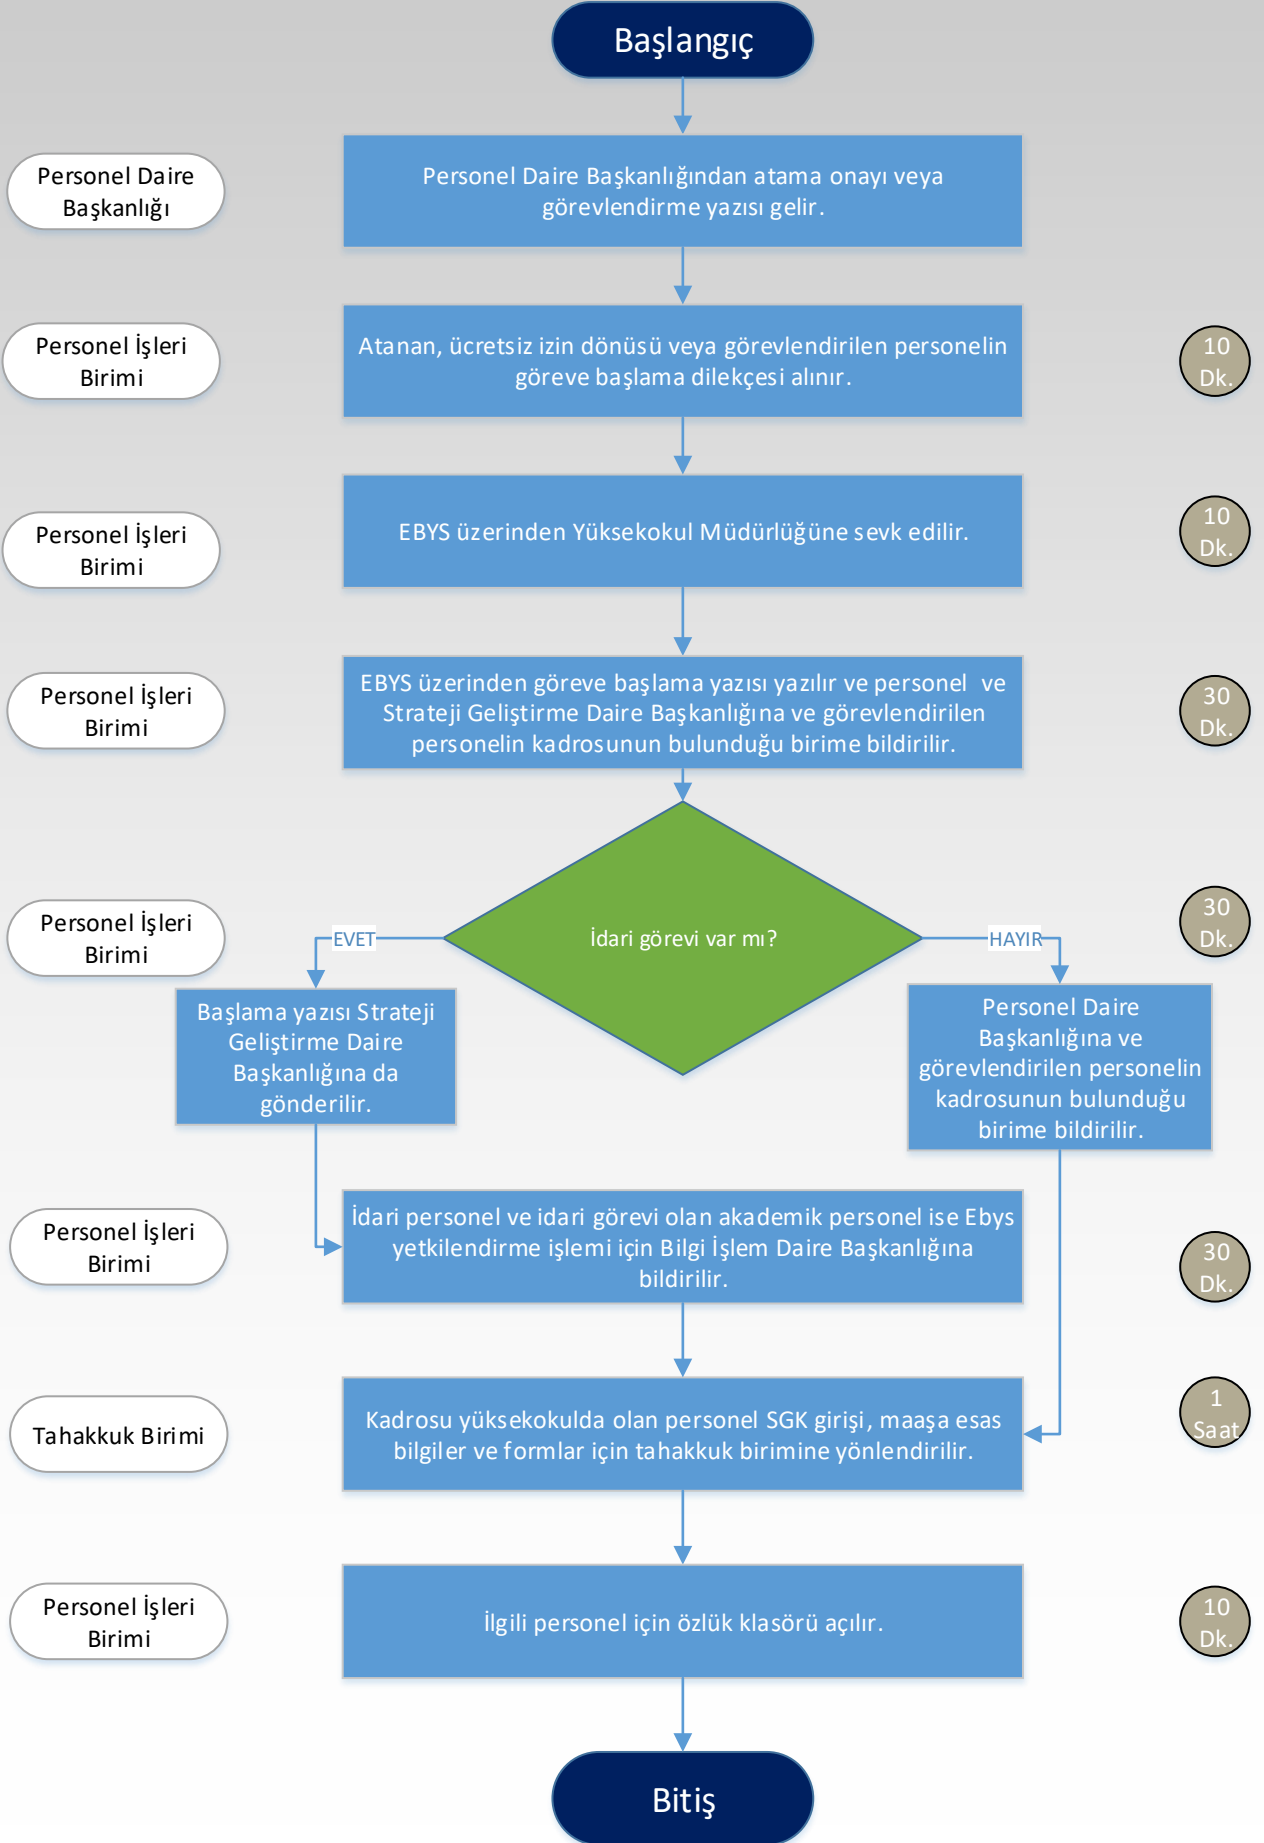 Başlangıç
Personel Daire
Başkanlığı
Personel Daire Başkanlığından atama onayı veya
görevlendirme yazısı gelir.
Personel İşleri
Birimi
Atanan, ücretsiz izin dönüsü veya görevlendirilen personelin
göreve başlama dilekçesi alınır.
10
Dk.
Personel İşleri
Birimi
EBYS üzerinden Yüksekokul Müdürlüğüne sevk edilir.
10
Dk.
Personel İşleri
Birimi
EBYS üzerinden göreve başlama yazısı yazılır ve personel ve
Strateji Geliştirme Daire Başkanlığına ve görevlendirilen
personelin kadrosunun bulunduğu birime bildirilir.
30
Dk.
Personel İşleri
Birimi
EVET
İdari görevi var mı?
HAYIR
30
Dk.
Başlama yazısı Strateji
Geliştirme Daire
Başkanlığına da
gönderilir.
Personel Daire
Başkanlığına ve
görevlendirilen personelin
kadrosunun bulunduğu
birime bildirilir.
Personel İşleri
Birimi
İdari personel ve idari görevi olan akademik personel ise Ebys
yetkilendirme işlemi için Bilgi İşlem Daire Başkanlığına
bildirilir.
30
Dk.
Tahakkuk Birimi
Kadrosu yüksekokulda olan personel SGK girişi, maaşa esas
bilgiler ve formlar için tahakkuk birimine yönlendirilir.
1
Saat
Personel İşleri
Birimi
İlgili personel için özlük klasörü açılır.
10
Dk.
Bitiş